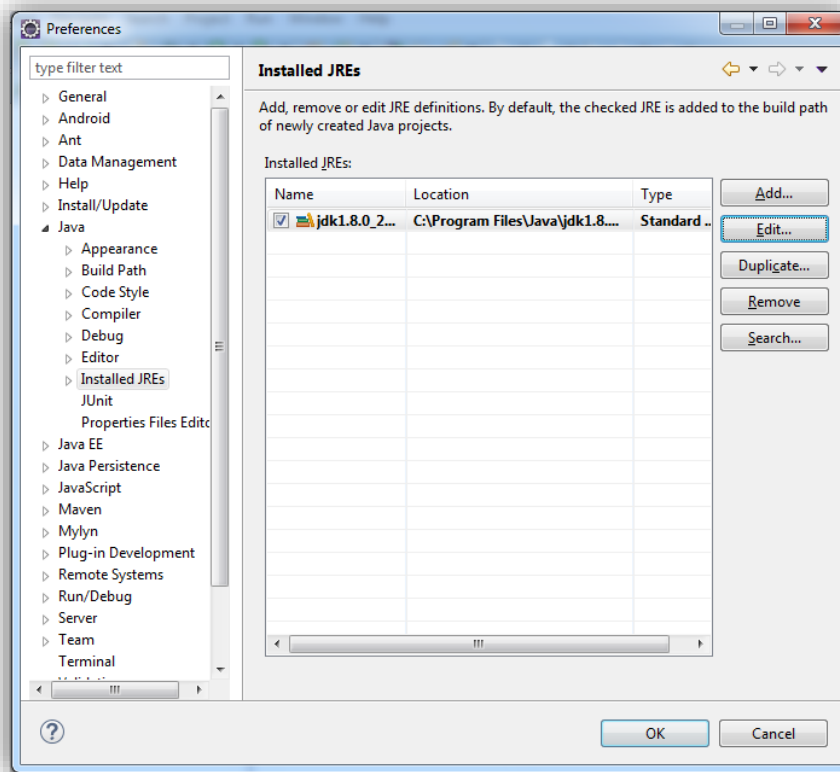 Preferences
type filter text
General
Android
Ant
Data Management
Help
Install/Update
Java
Appearance
Build Path
Code Style
Compiler
Debug
Editor
Installed JREs
JUnit
Properties Files Edito
Java EE
Java Persistence
JavaScript
Maven
Mylyn
Plug-in Development
Remote Systems
Run/Debug
Server
Team
Terminal
Installed JREs
Add, remove or edit JRE definitions. By default, the checked JRE is added to the build path
of newly created Java projects.
Installed JREs:
Name Location Type
jdk1.8.0_2... C:\Program Files\Java\jdk1.8.... Standard ..
Add...
Edit...
Duplicate...
Remove
Search...
OK Cancel